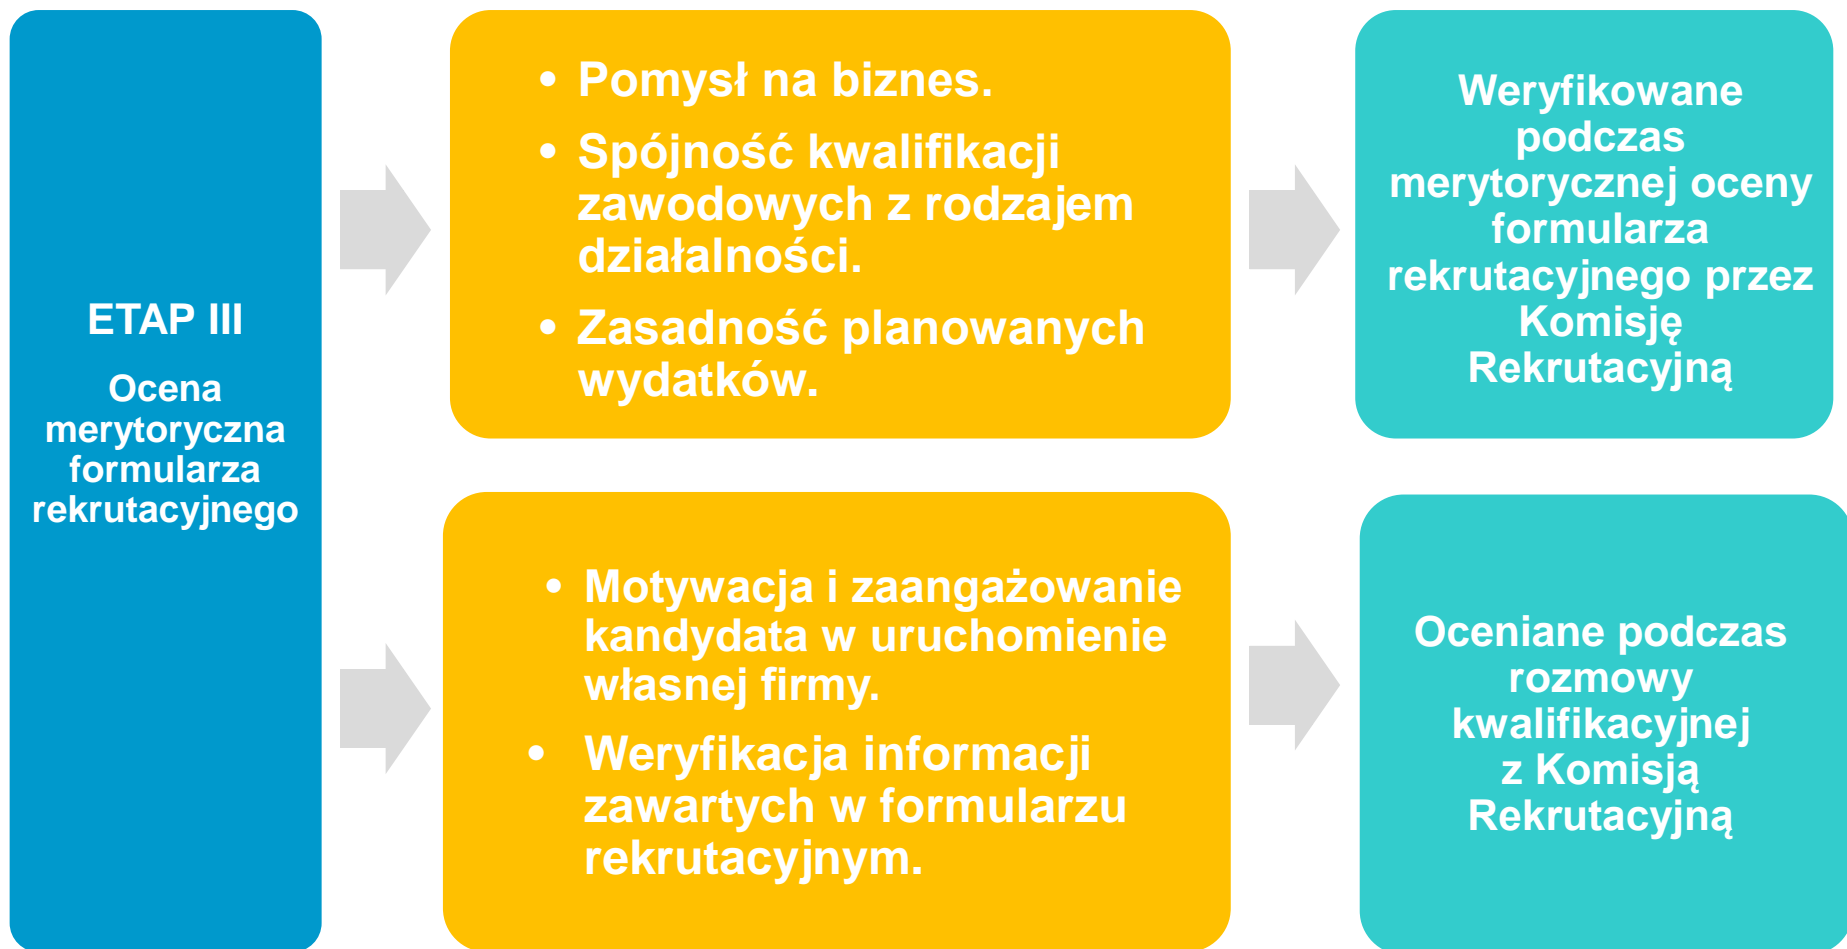 ETAP III
Ocena
merytoryczna
formularza
rekrutacyjnego
• Pomysł na biznes.
• Spójność kwalifikacji
zawodowych z rodzajem
działalności.
• Zasadność planowanych
wydatków.
Weryfikowane
podczas
merytorycznej oceny
formularza
rekrutacyjnego przez
Komisję
Rekrutacyjną
• Motywacja i zaangażowanie
kandydata w uruchomienie
własnej firmy.
• Weryfikacja informacji
zawartych w formularzu
rekrutacyjnym.
Oceniane podczas
rozmowy
kwalifikacyjnej
z Komisją
Rekrutacyjną